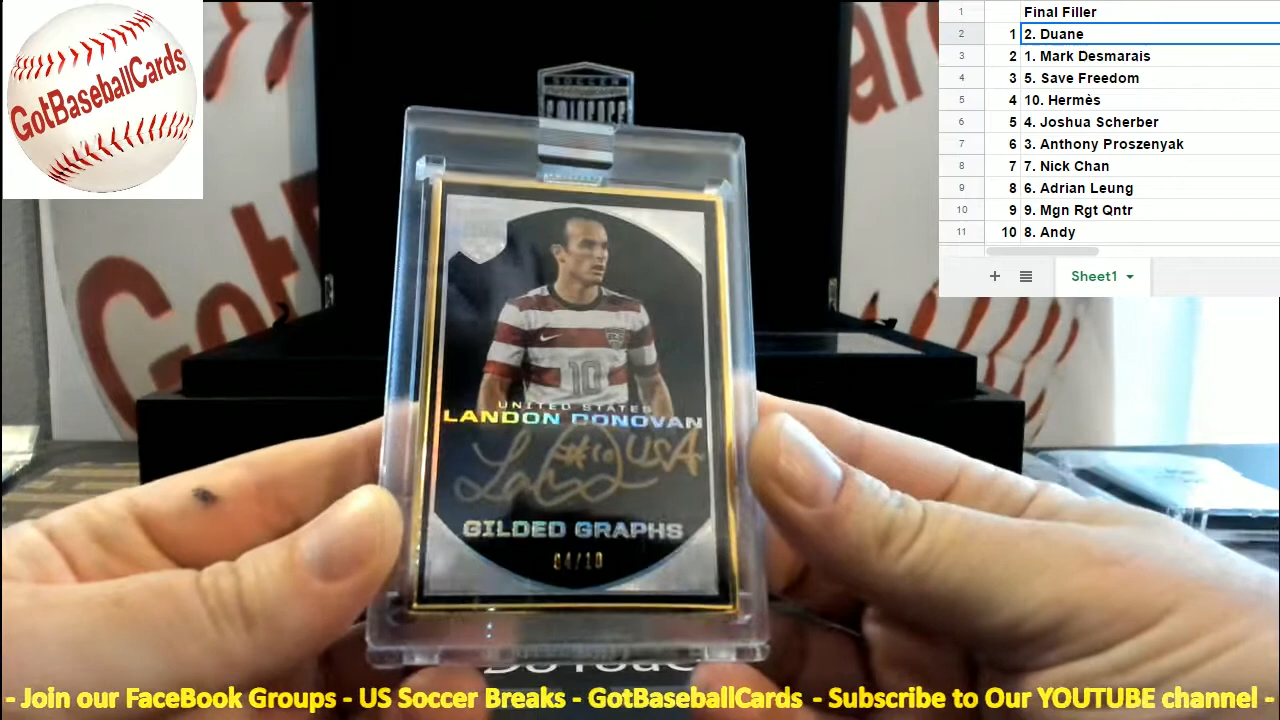 GotBaseballCards
1 Final Filler
2 1 2. Duane
3 2 1. Mark Desmarais
4 3 5. Save Freedom
5 4 10. Hermès
6 5 4. Joshua Scherber
7 6 3. Anthony Proszenyak
8 7 7. Nick Chan
9 8 6. Adrian Leung
10 9 9. Mgn Rgt Qntr
11 10 8. Andy
+ Sheet1
SOCCER
10
UNITED STATES
LANDON DONOVAN
#10 USA
GILDED GRAPHS
04/10
- Join our FaceBook Groups - US Soccer Breaks - GotBaseballCards - Subscribe to Our YOUTUBE channel -